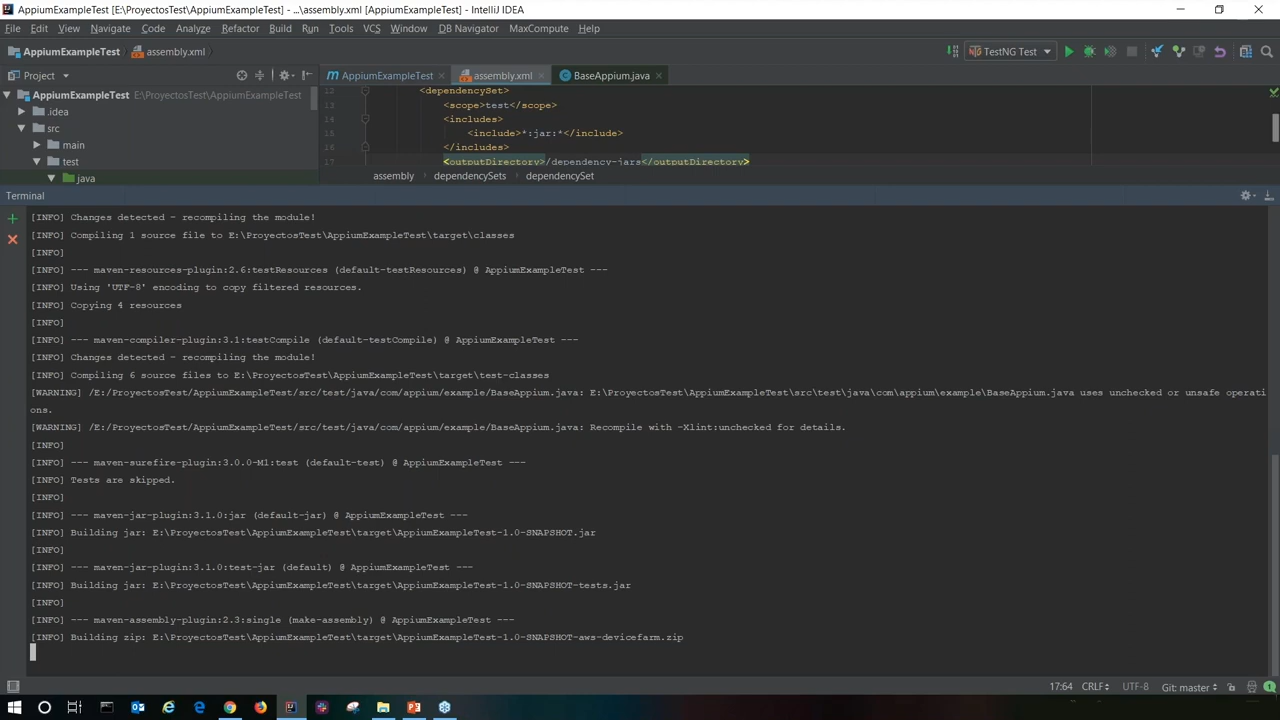 AppiumExampleTest [E:\ProyectosTest\AppiumExampleTest] - ...\assembly.xml [AppiumExampleTest] - IntelliJ IDEA
File Edit View Navigate Code Analyze Refactor Build Run Tools VCS Window DB Navigator MaxCompute Help
AppiumExampleTest assembly.xml TestNG Test
Project AppiumExampleTest assembly.xml BaseAppium.java
AppiumExampleTest E:\ProyectosTest\AppiumExampleTest
.idea
src
main
test
java
12 <dependencySet>
13 <scope>test</scope>
14 <includes>
15 <include>*:jar:*</include>
16 </includes>
17 <outputDirectory>/dependency-jars</outputDirectory>
assembly dependencySets dependencySet
Terminal
[INFO] Changes detected - recompiling the module!
[INFO] Compiling 1 source file to E:\ProyectosTest\AppiumExampleTest\target\classes
[INFO]
[INFO] --- maven-resources-plugin:2.6:testResources (default-testResources) @ AppiumExampleTest ---
[INFO] Using 'UTF-8' encoding to copy filtered resources.
[INFO] Copying 4 resources
[INFO]
[INFO] --- maven-compiler-plugin:3.1:testCompile (default-testCompile) @ AppiumExampleTest ---
[INFO] Changes detected - recompiling the module!
[INFO] Compiling 6 source files to E:\ProyectosTest\AppiumExampleTest\target\test-classes
[WARNING] /E:/ProyectosTest/AppiumExampleTest/src/test/java/com/appium/example/BaseAppium.java: E:\ProyectosTest\AppiumExampleTest\src\test\java\com\appium\example\BaseAppium.java uses unchecked or unsafe operati
ons.
[WARNING] /E:/ProyectosTest/AppiumExampleTest/src/test/java/com/appium/example/BaseAppium.java: Recompile with -Xlint:unchecked for details.
[INFO]
[INFO] --- maven-surefire-plugin:3.0.0-M1:test (default-test) @ AppiumExampleTest ---
[INFO] Tests are skipped.
[INFO]
[INFO] --- maven-jar-plugin:3.1.0:jar (default-jar) @ AppiumExampleTest ---
[INFO] Building jar: E:\ProyectosTest\AppiumExampleTest\target\AppiumExampleTest-1.0-SNAPSHOT.jar
[INFO]
[INFO] --- maven-jar-plugin:3.1.0:test-jar (default) @ AppiumExampleTest ---
[INFO] Building jar: E:\ProyectosTest\AppiumExampleTest\target\AppiumExampleTest-1.0-SNAPSHOT-tests.jar
[INFO]
[INFO] --- maven-assembly-plugin:2.3:single (make-assembly) @ AppiumExampleTest ---
[INFO] Building zip: E:\ProyectosTest\AppiumExampleTest\target\AppiumExampleTest-1.0-SNAPSHOT-aws-devicefarm.zip
17:64 CRLF UTF-8 Git: master